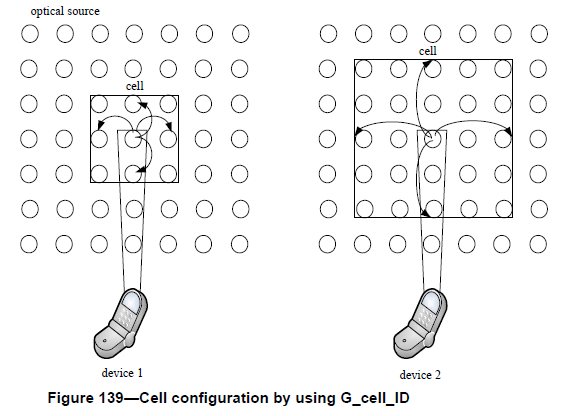 optical source
cell
cell
device 1
device 2
Figure 139—Cell configuration by using G_cell_ID